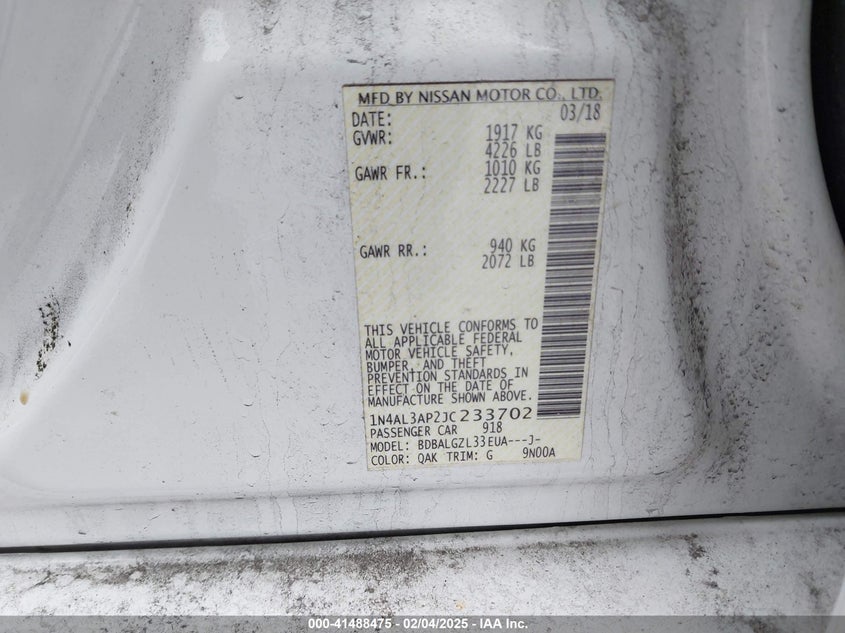 MFD BY NISSAN MOTOR CO., LTD.
DATE: 03/18
GVWR: 1917 KG
4226 LB
GAWR FR.: 1010 KG
2227 LB
GAWR RR.: 940 KG
2072 LB
THIS VEHICLE CONFORMS TO
ALL APPLICABLE FEDERAL
MOTOR VEHICLE SAFETY,
BUMPER, AND THEFT
PREVENTION STANDARDS IN
EFFECT ON THE DATE OF
MANUFACTURE SHOWN ABOVE.
1N4AL3AP2JC233702
PASSENGER CAR 918
MODEL: BDBALGZL33EUA---J-
COLOR: QAK TRIM: G 9N00A
000-41488475 - 02/04/2025 - IAA Inc.